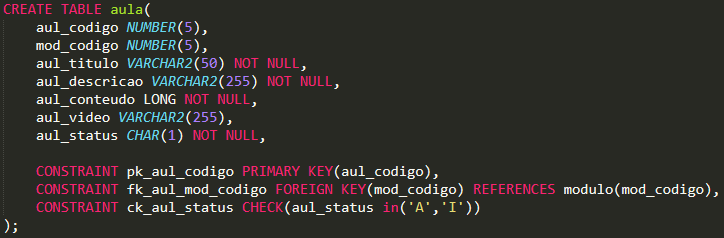 CREATE TABLE aula(
    aul_codigo NUMBER(5),
    mod_codigo NUMBER(5),
    aul_titulo VARCHAR2(50) NOT NULL,
    aul_descricao VARCHAR2(255) NOT NULL,
    aul_conteudo LONG NOT NULL,
    aul_video VARCHAR2(255),
    aul_status CHAR(1) NOT NULL,

    CONSTRAINT pk_aul_codigo PRIMARY KEY(aul_codigo),
    CONSTRAINT fk_aul_mod_codigo FOREIGN KEY(mod_codigo) REFERENCES modulo(mod_codigo),
    CONSTRAINT ck_aul_status CHECK(aul_status in('A','I'))
);